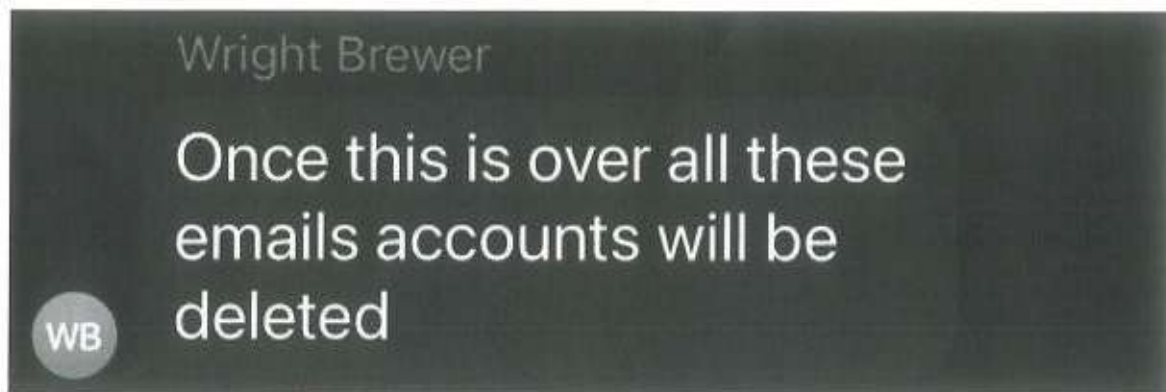 Wright Brewer
Once this is over all these
emails accounts will be
deleted
WB